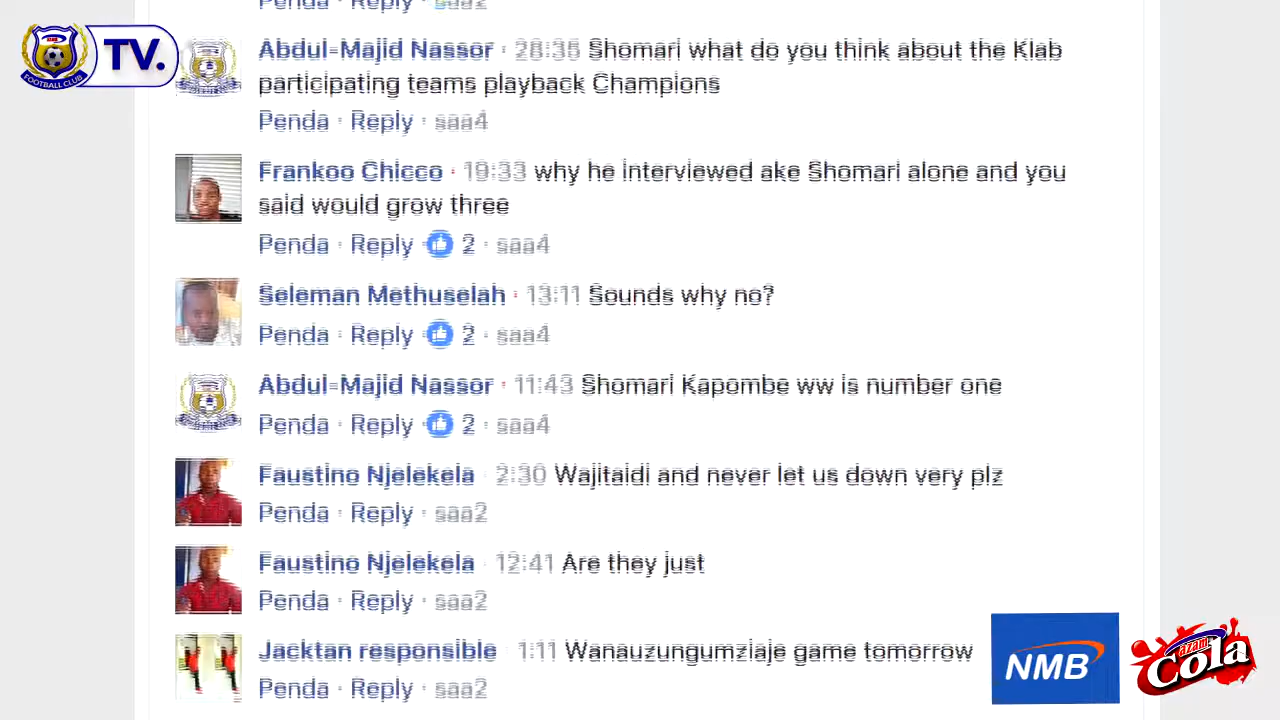 Penda · Reply · saa2
TV.
FOOTBALL CLUB
Abdul-Majid Nassor · 28:35 Shomari what do you think about the Klab
participating teams playback Champions
Penda · Reply · saa4
Frankoo Chicco · 19:33 why he interviewed ake Shomari alone and you
said would grow three
Penda · Reply · 2 · saa4
Seleman Methuselah · 13:11 Sounds why no?
Penda · Reply · 2 · saa4
Abdul-Majid Nassor · 11:43 Shomari Kapombe ww is number one
Penda · Reply · 2 · saa4
Faustino Njelekela · 2:30 Wajitaidi and never let us down very plz
Penda · Reply · saa2
Faustino Njelekela · 12:41 Are they just
Penda · Reply · saa2
Jacktan responsible · 1:11 Wanauzungumziaje game tomorrow
Penda · Reply · saa2
NMB
azam
Cola